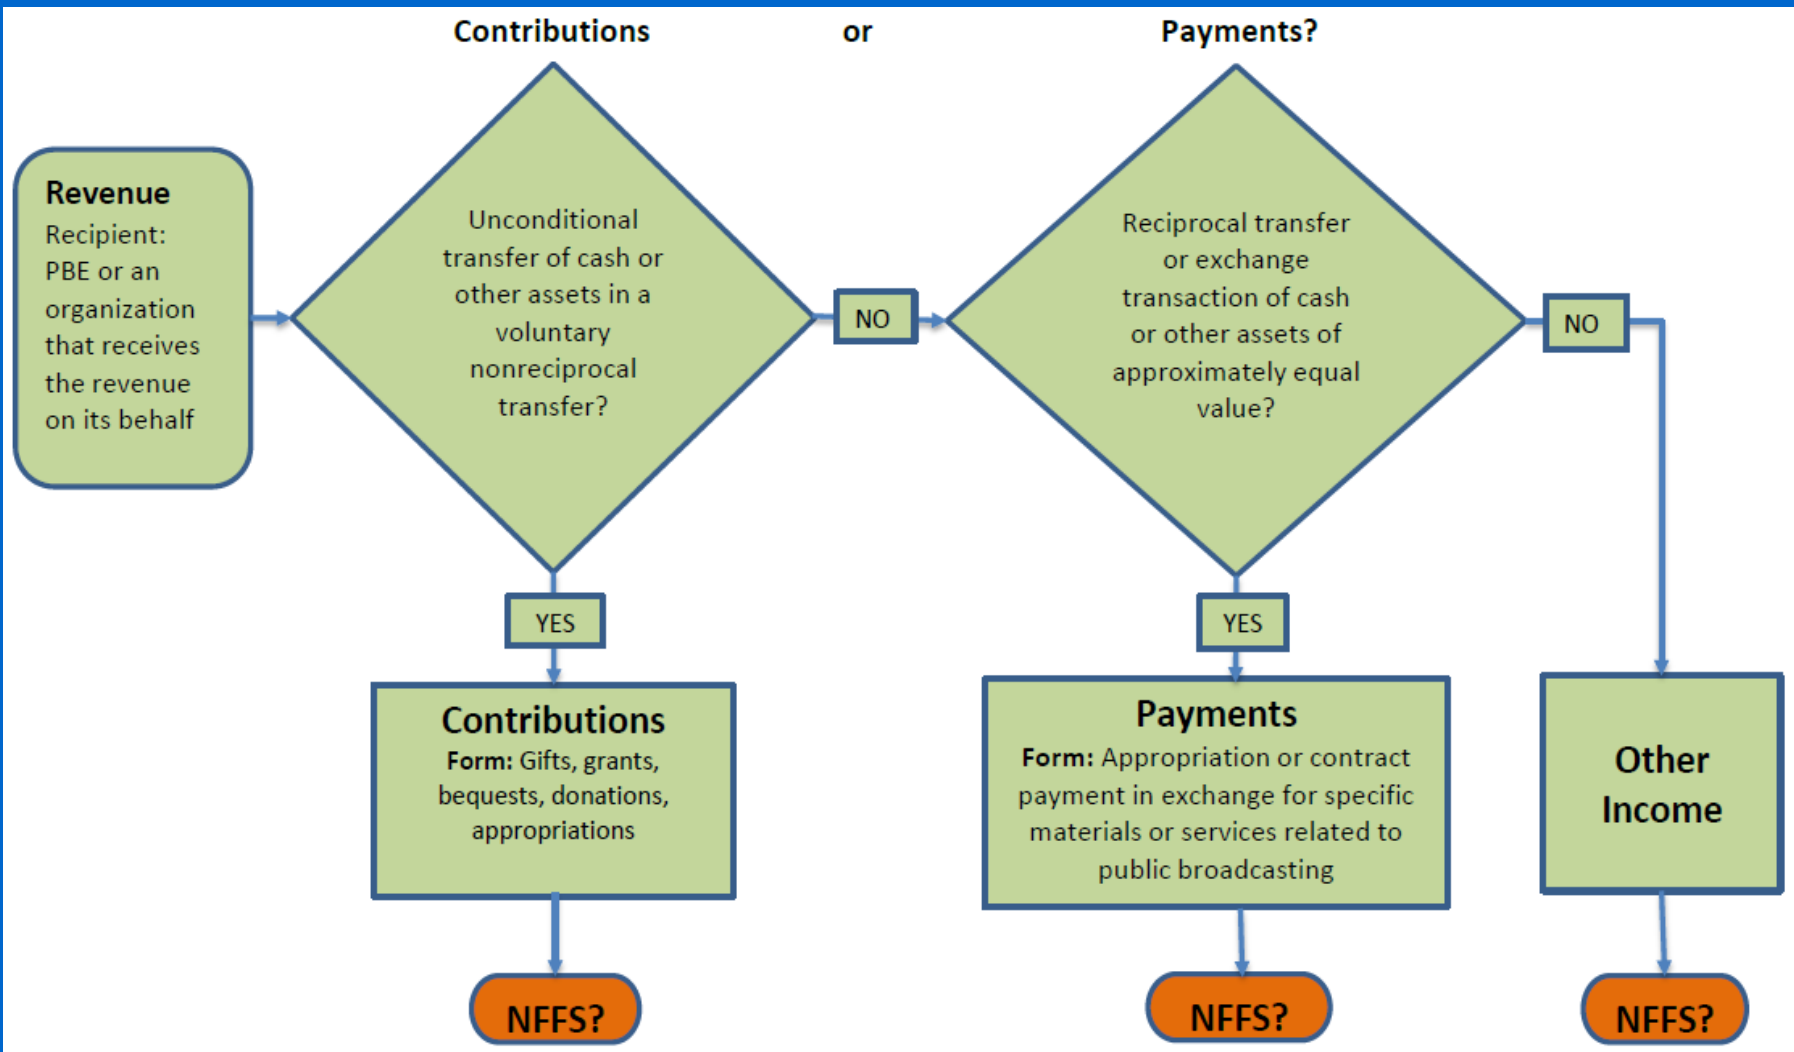 Contributions or Payments?
Revenue
Recipient:
PBE or an
organization
that receives
the revenue
on its behalf
Unconditional
transfer of cash or
other assets in a
voluntary
nonreciprocal
transfer?
NO
Reciprocal transfer
or exchange
transaction of cash
or other assets of
approximately equal
value?
NO
YES
YES
Contributions
Form: Gifts, grants,
bequests, donations,
appropriations
Payments
Form: Appropriation or contract
payment in exchange for specific
materials or services related to
public broadcasting
Other
Income
NFFS?
NFFS?
NFFS?